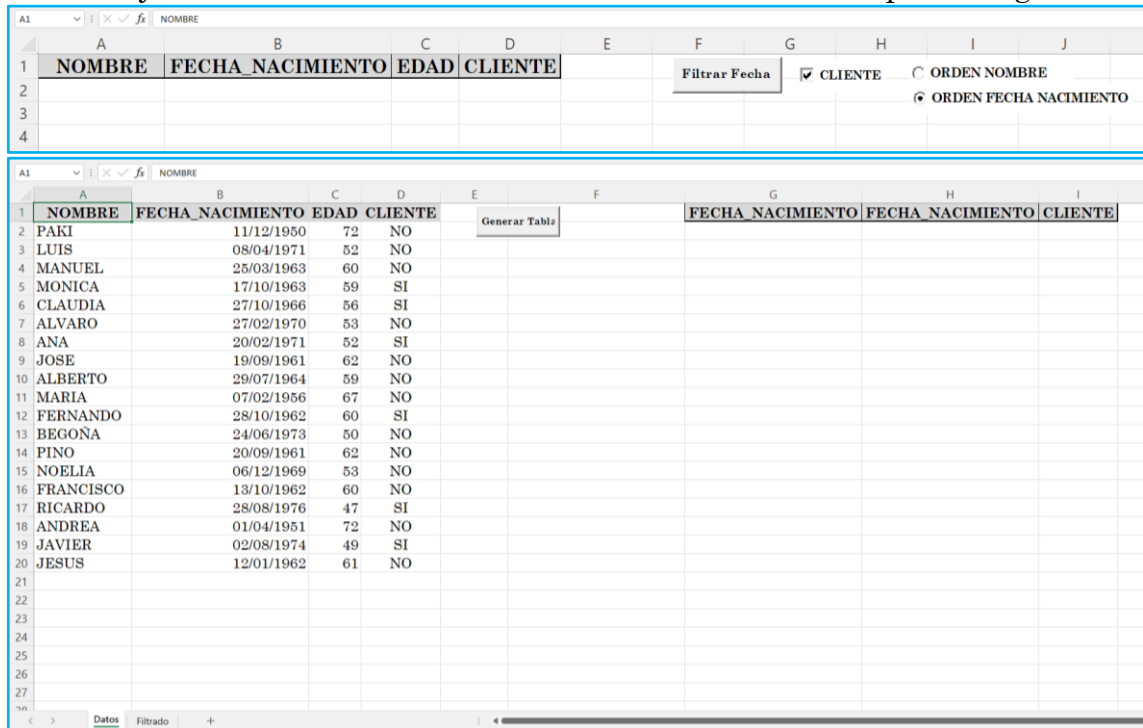 A1 fx NOMBRE
A B C D E F G H I J
1 NOMBRE FECHA_NACIMIENTO EDAD CLIENTE Filtrar Fecha CLIENTE ORDEN NOMBRE
2 ORDEN FECHA NACIMIENTO
3
4
A1 fx NOMBRE
A B C D E F G H I
1 NOMBRE FECHA_NACIMIENTO EDAD CLIENTE Generar Tabla FECHA_NACIMIENTO FECHA_NACIMIENTO CLIENTE
2 PAKI 11/12/1950 72 NO
3 LUIS 08/04/1971 52 NO
4 MANUEL 25/03/1963 60 NO
5 MONICA 17/10/1963 59 SI
6 CLAUDIA 27/10/1966 56 SI
7 ALVARO 27/02/1970 53 NO
8 ANA 20/02/1971 52 SI
9 JOSE 19/09/1961 62 NO
10 ALBERTO 29/07/1964 59 NO
11 MARIA 07/02/1956 67 NO
12 FERNANDO 28/10/1962 60 SI
13 BEGOÑA 24/06/1973 50 NO
14 PINO 20/09/1961 62 NO
15 NOELIA 06/12/1969 53 NO
16 FRANCISCO 13/10/1962 60 NO
17 RICARDO 28/08/1976 47 SI
18 ANDREA 01/04/1951 72 NO
19 JAVIER 02/08/1974 49 SI
20 JESUS 12/01/1962 61 NO
21
22
23
24
25
26
27
Datos Filtrado +